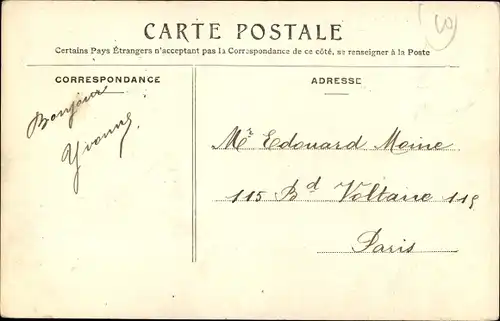 CARTE POSTALE
Certains Pays Étrangers n'acceptant pas la Correspondance de ce côté, se renseigner à la Poste
CORRESPONDANCE
ADRESSE
Bonjour
Yvonne
Mr Edouard Moine
115 Bd Voltaire 115
Paris